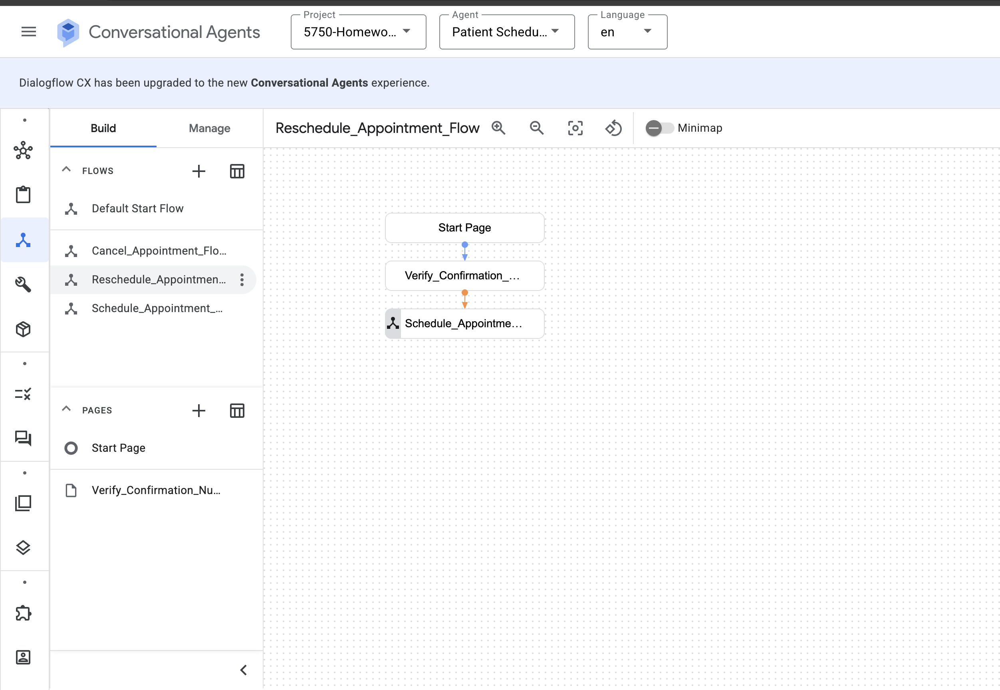 Conversational Agents
Project
5750-Homewo...
Agent
Patient Schedu...
Language
en
Dialogflow CX has been upgraded to the new Conversational Agents experience.
Build
Manage
Reschedule_Appointment_Flow
Minimap
FLOWS
Default Start Flow
Cancel_Appointment_Flo...
Reschedule_Appointmen...
Schedule_Appointment_...
PAGES
Start Page
Verify_Confirmation_Nu...
Start Page
Verify_Confirmation_...
Schedule_Appointme...